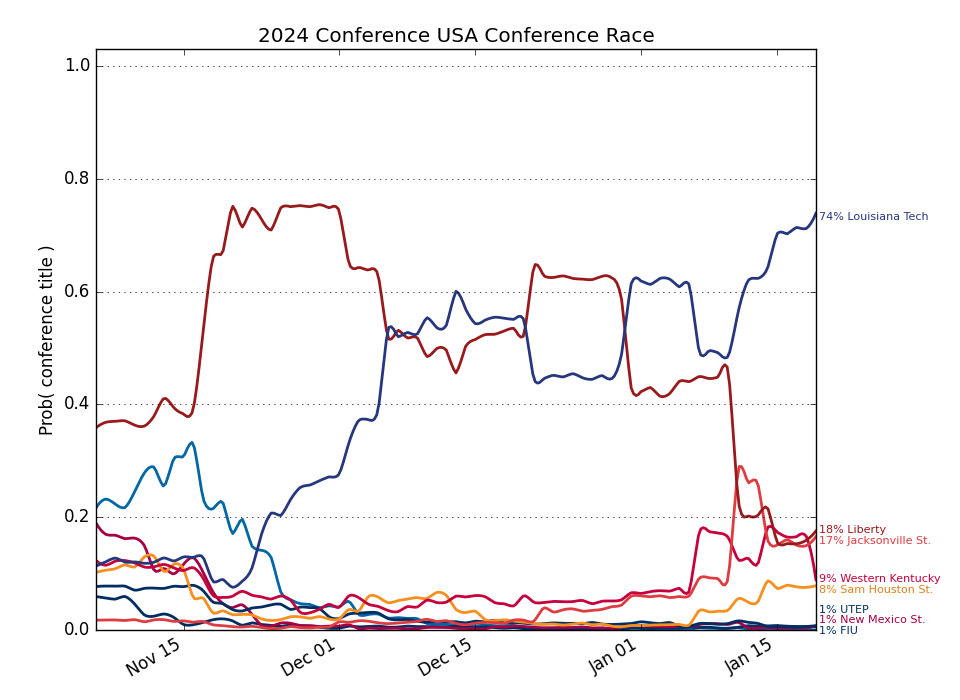 2024 Conference USA Conference Race
Prob( conference title )
1.0
0.8
0.6
0.4
0.2
0.0
Nov 15
Dec 01
Dec 15
Jan 01
Jan 15
74% Louisiana Tech
18% Liberty
17% Jacksonville St.
9% Western Kentucky
8% Sam Houston St.
1% UTEP
1% New Mexico St.
1% FIU